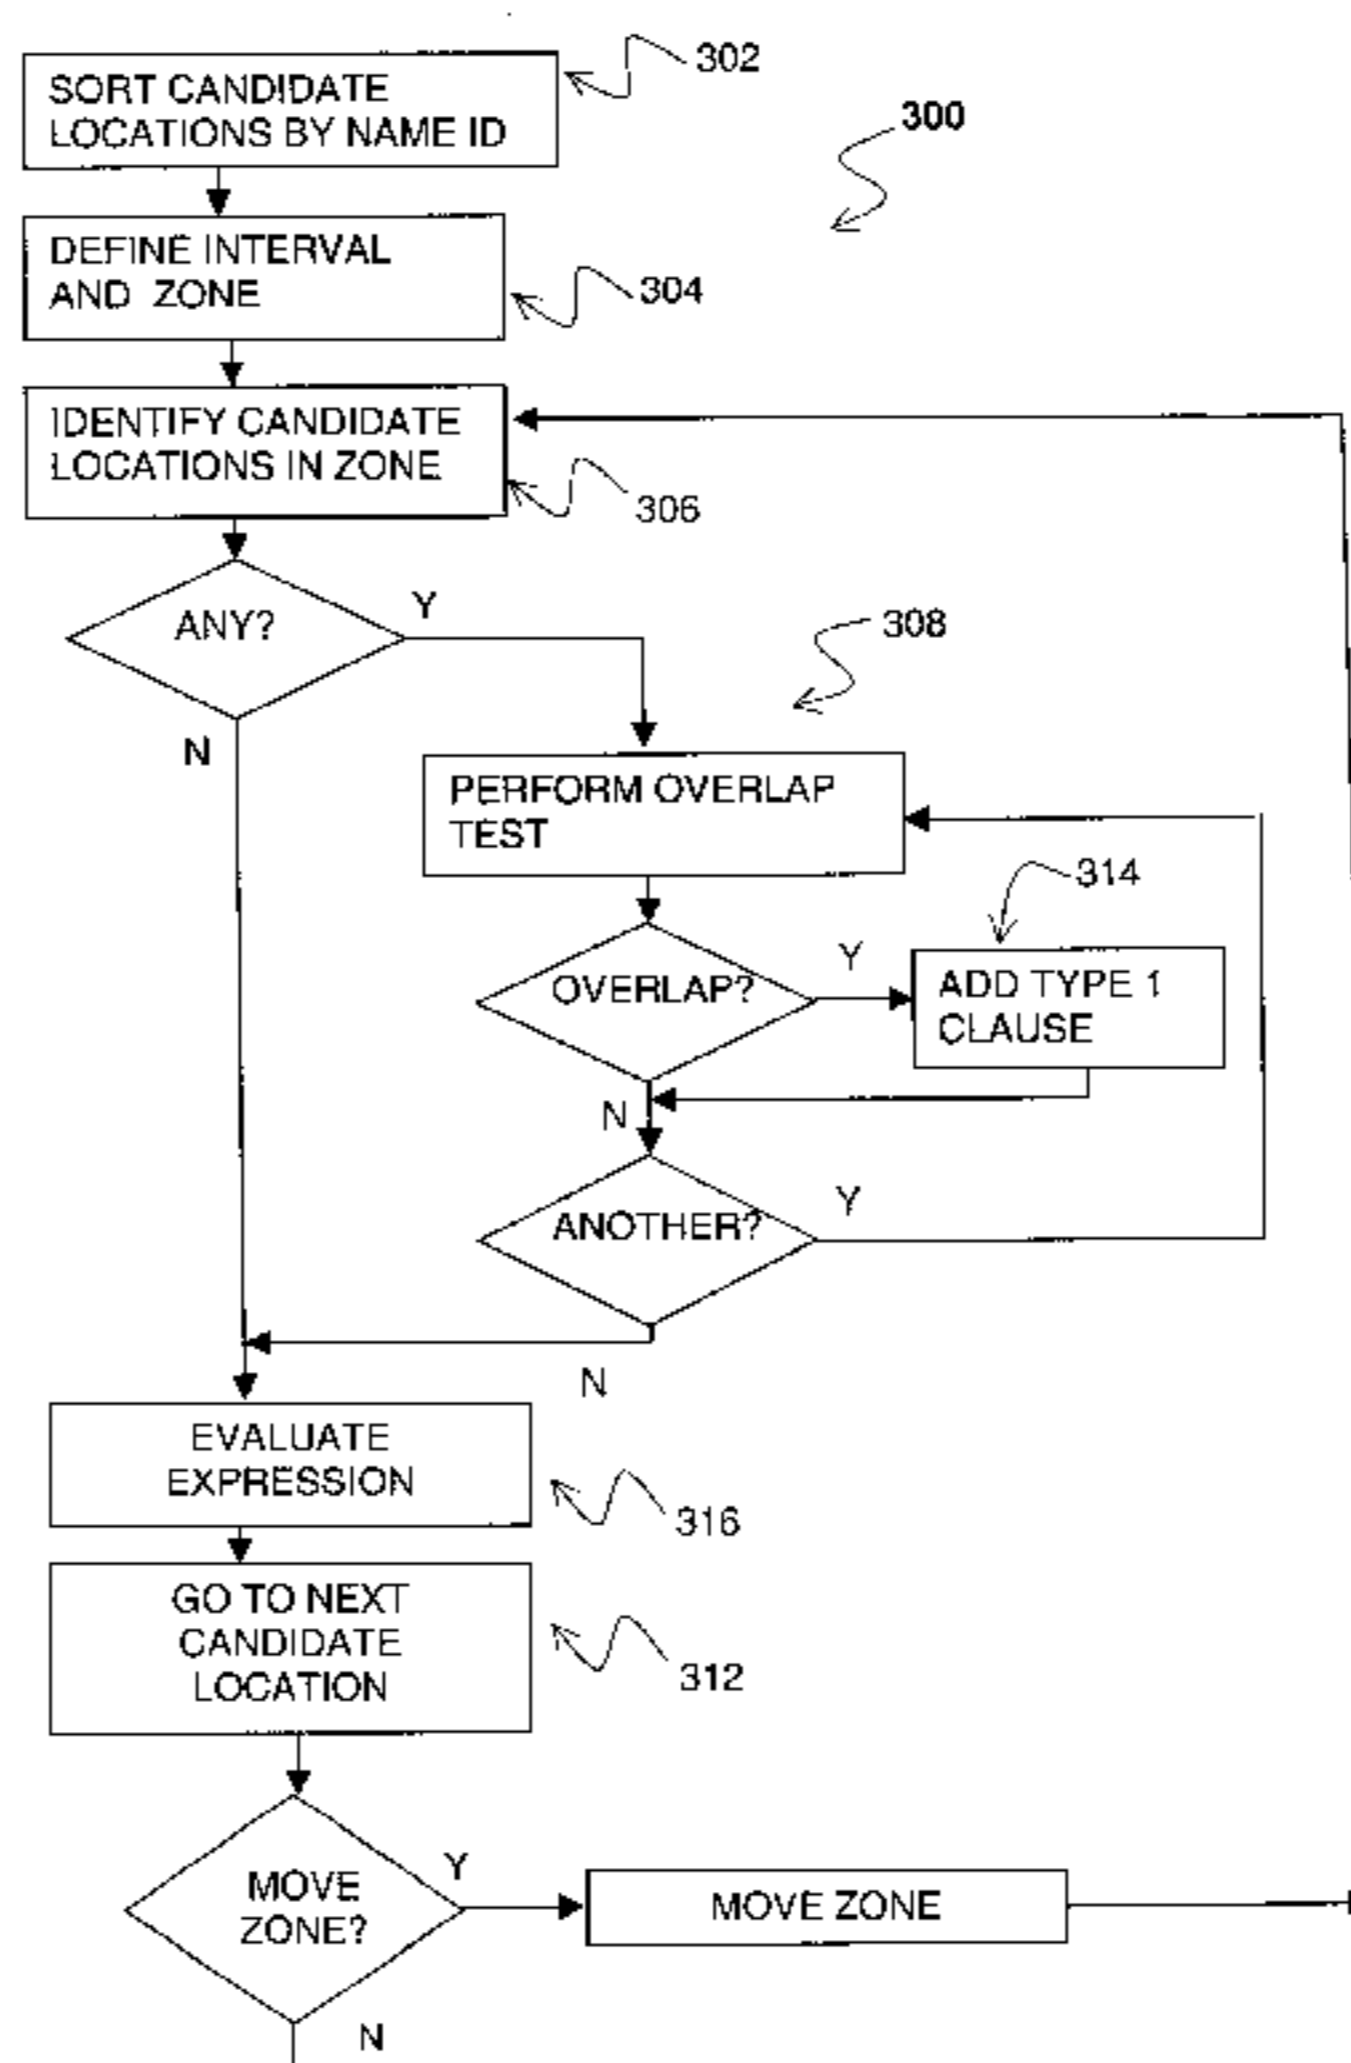 302
SORT CANDIDATE
LOCATIONS BY NAME ID
300
DEFINE INTERVAL
AND ZONE
304
IDENTIFY CANDIDATE
LOCATIONS IN ZONE
306
ANY?
Y
308
N
PERFORM OVERLAP
TEST
314
OVERLAP?
Y
ADD TYPE 1
CLAUSE
N
ANOTHER?
Y
N
EVALUATE
EXPRESSION
316
GO TO NEXT
CANDIDATE
LOCATION
312
MOVE
ZONE?
Y
MOVE ZONE
N